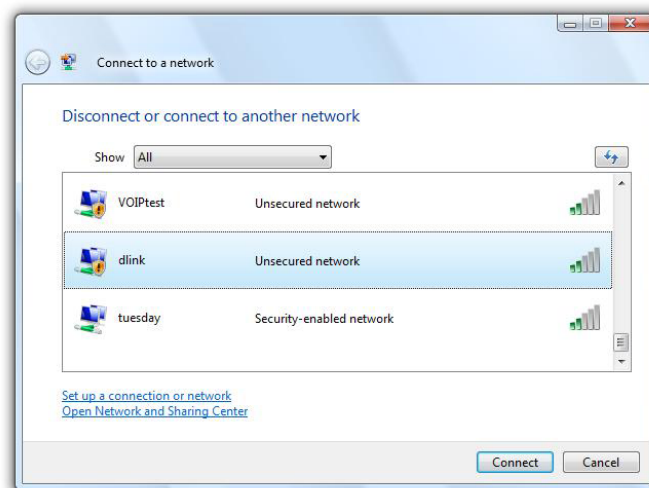 Connect to a network
Disconnect or connect to another network
Show All
VOIPtest Unsecured network
dlink Unsecured network
tuesday Security-enabled network
Set up a connection or network
Open Network and Sharing Center
Connect Cancel